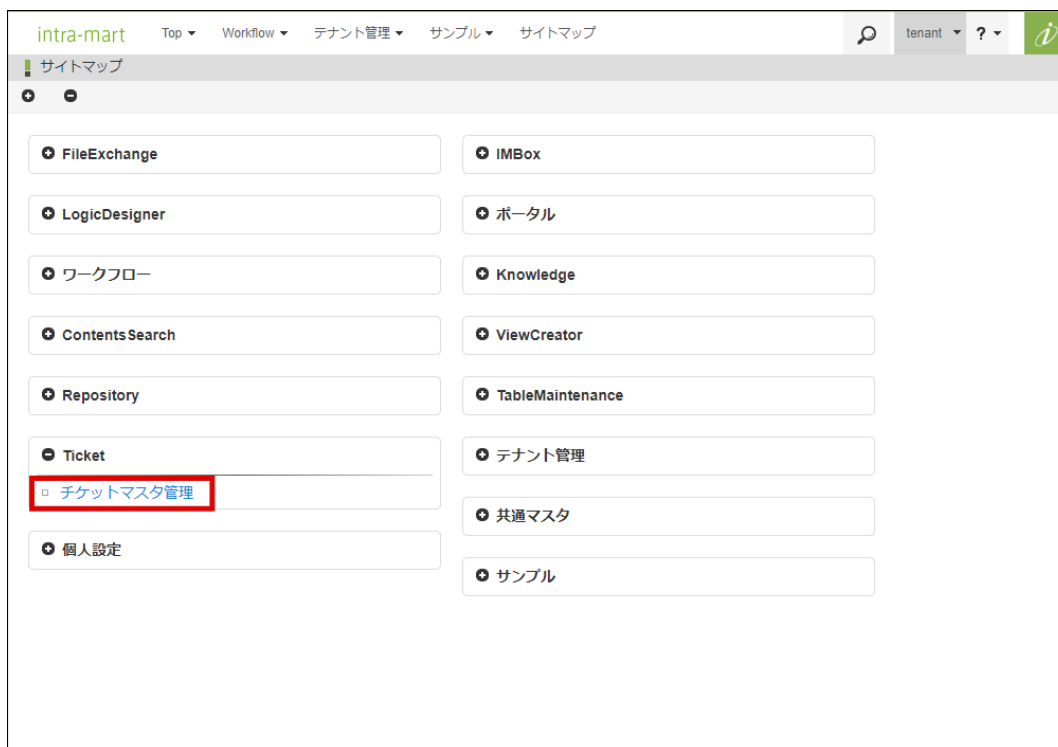 intra-mart Top Workflow テナント管理 サンプル サイトマップ tenant ?
サイトマップ
FileExchange
IMBox
LogicDesigner
ポータル
ワークフロー
Knowledge
ContentsSearch
ViewCreator
Repository
TableMaintenance
Ticket
テナント管理
チケットマスタ管理
共通マスタ
個人設定
サンプル